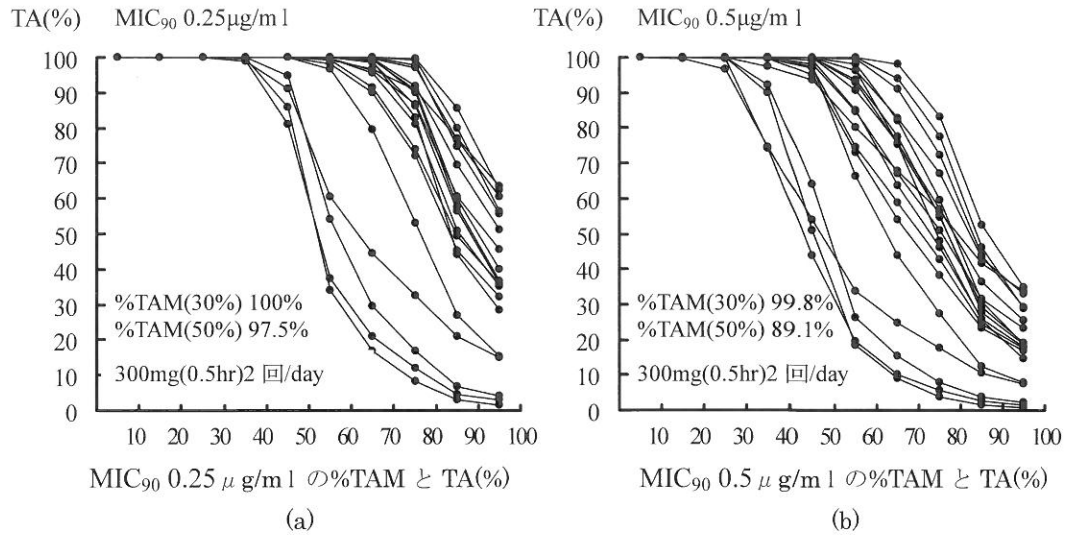 TA(%) MIC90 0.25μg/ml
100
90
80
70
60
50
40
30
20
10
0
%TAM(30%) 100%
%TAM(50%) 97.5%
300mg(0.5hr)2 回/day
10 20 30 40 50 60 70 80 90 100
MIC90 0.25 μ g/ml の%TAM と TA(%)
(a)
TA(%) MIC90 0.5μg/ml
100
90
80
70
60
50
40
30
20
10
0
%TAM(30%) 99.8%
%TAM(50%) 89.1%
300mg(0.5hr)2 回/day
10 20 30 40 50 60 70 80 90 100
MIC90 0.5 μ g/ml の%TAM と TA(%)
(b)